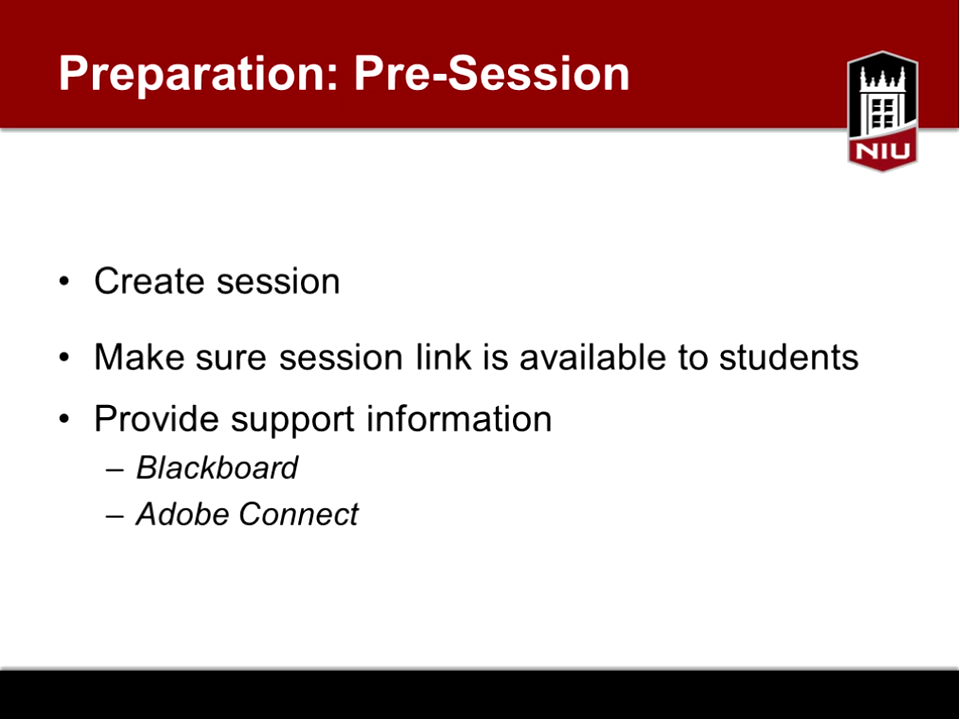 Preparation: Pre-Session
NIU
• Create session
• Make sure session link is available to students
• Provide support information
– Blackboard
– Adobe Connect